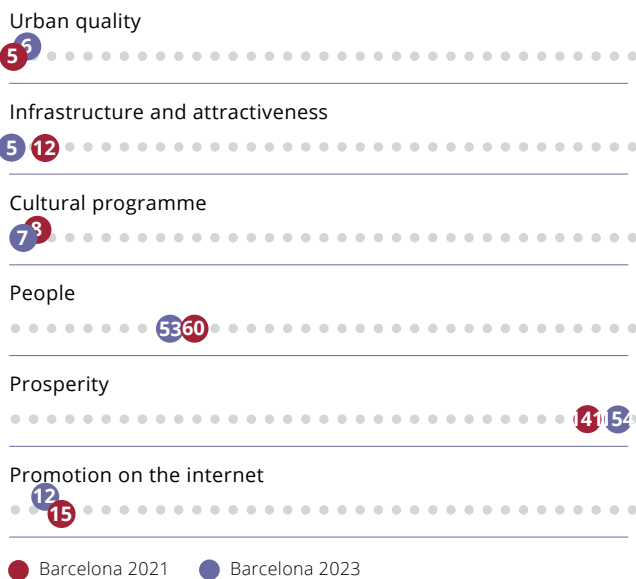 Urban quality
5 6
Infrastructure and attractiveness
5 12
Cultural programme
7 8
People
53 60
Prosperity
141 154
Promotion on the internet
12
15
Barcelona 2021 Barcelona 2023